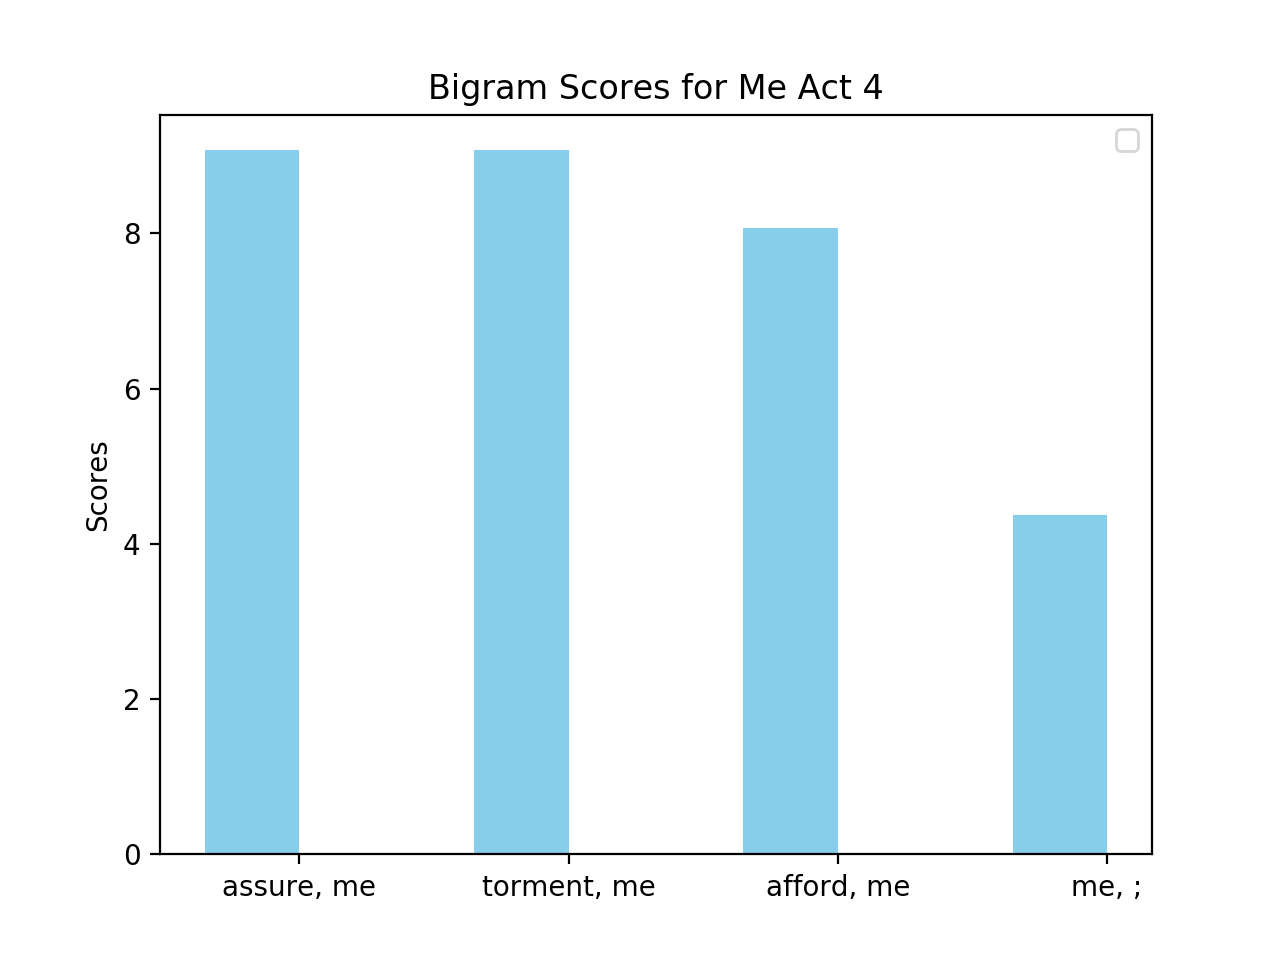 Bigram Scores for Me Act 4
8
6
4
2
0
Scores
assure, me
torment, me
afford, me
me, ;